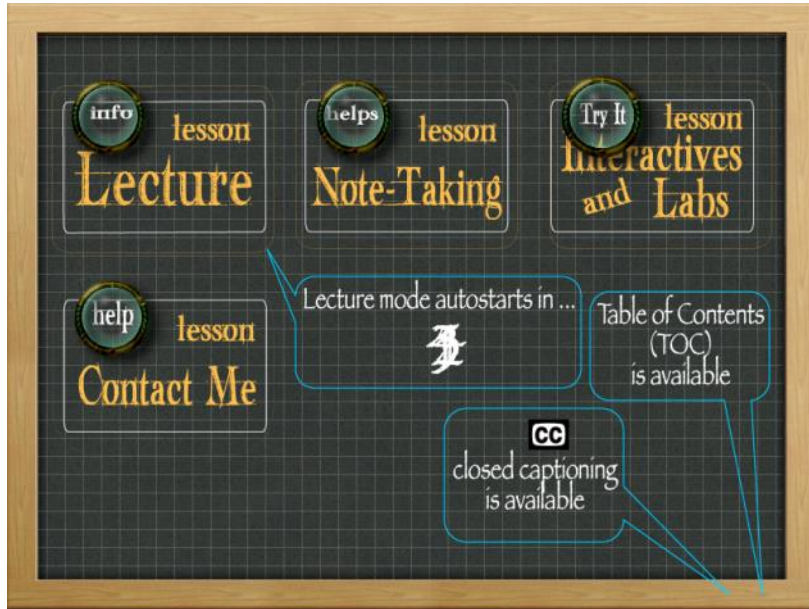 info
lesson
Lecture
helps
lesson
Note-Taking
Try It
lesson
Interactives
and Labs
help
lesson
Contact Me
Lecture mode autostarts in ...
Table of Contents
(TOC)
is available
CC
closed captioning
is available